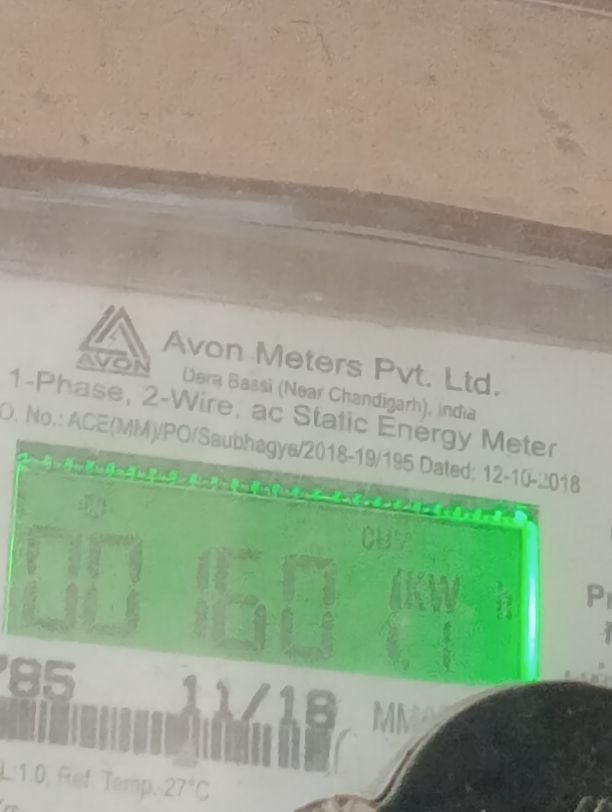 AVON
Avon Meters Pvt. Ltd.
Dera Bassi (Near Chandigarh), India
1-Phase, 2-Wire, ac Static Energy Meter
O. No.: ACE(MM)/PO/Saubhagya/2018-19/195 Dated: 12-10-2018
00160 KW
785 11/18
L:1.0, Ref. Temp. 27°C